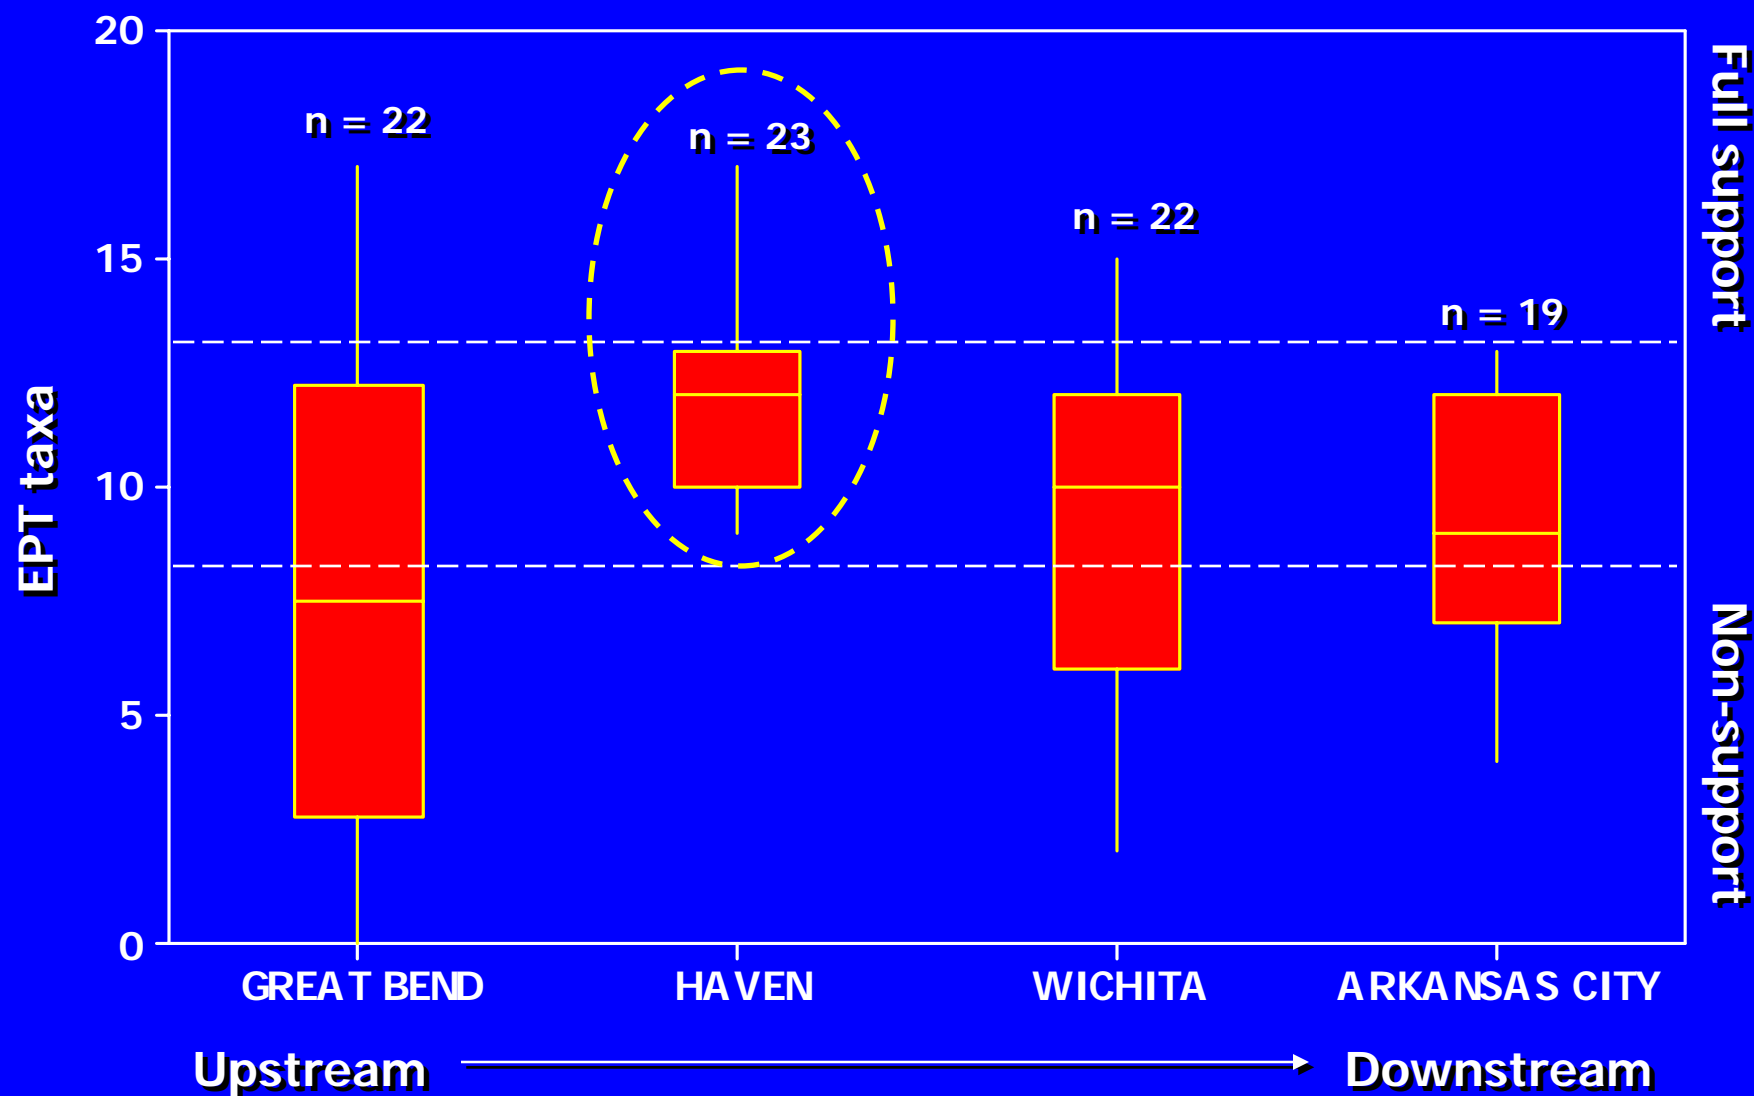 20
15
10
5
0
EPT taxa
n = 22
n = 23
n = 22
n = 19
Full support
Non-support
GREAT BEND
HAVEN
WICHITA
ARKANSAS CITY
Upstream
Downstream